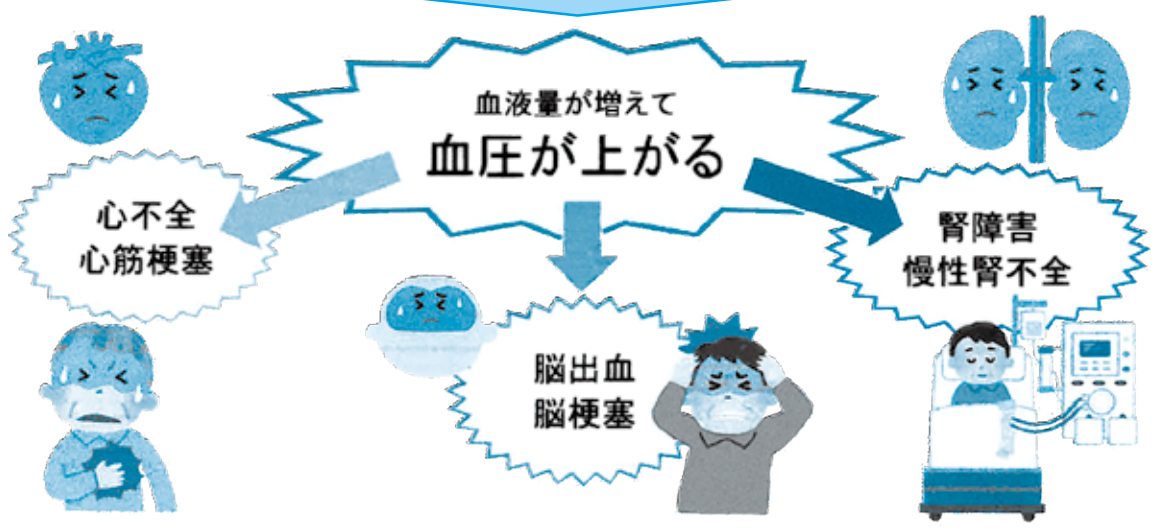 血液量が増えて
血圧が上がる
心不全
心筋梗塞
脳出血
脳梗塞
腎障害
慢性腎不全